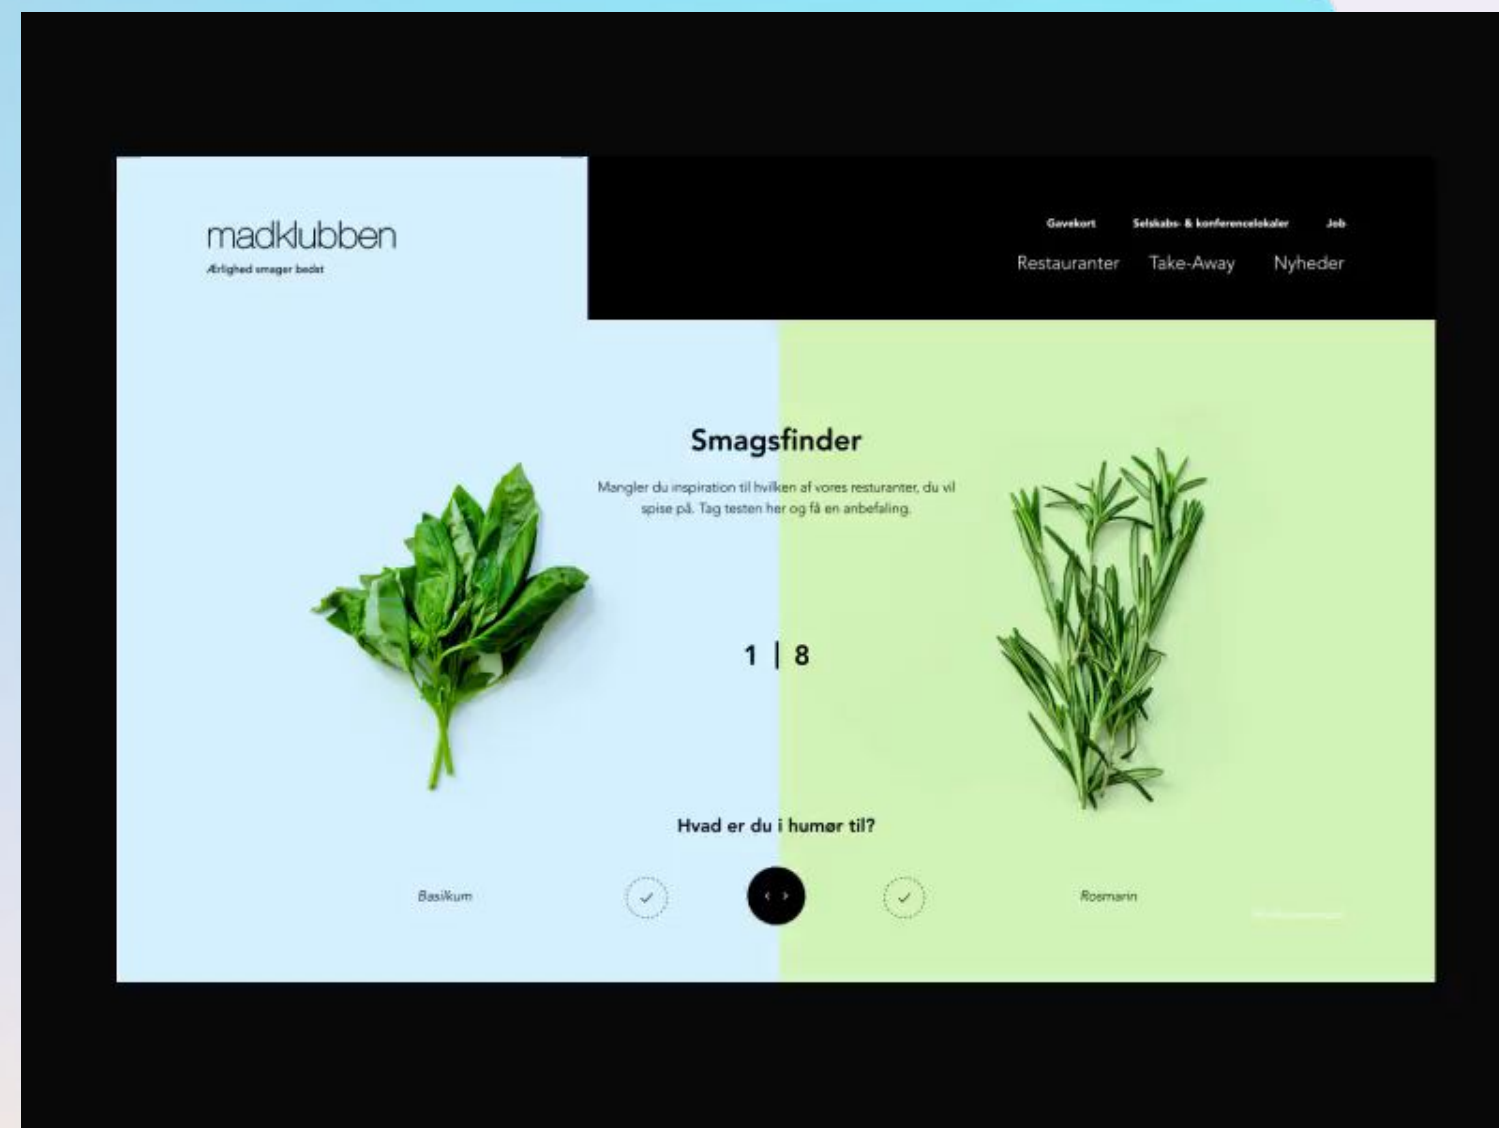 madklubben
Ærlighed smager bedst
Gavekort Selskabs- & konferencelokaler Job
Restauranter Take-Away Nyheder
Smagsfinder
Mangler du inspiration til hvilken af vores resturanter, du vil
spise på. Tag testen her og få en anbefaling.
1 | 8
Hvad er du i humør til?
Basilkum
Rosmarin